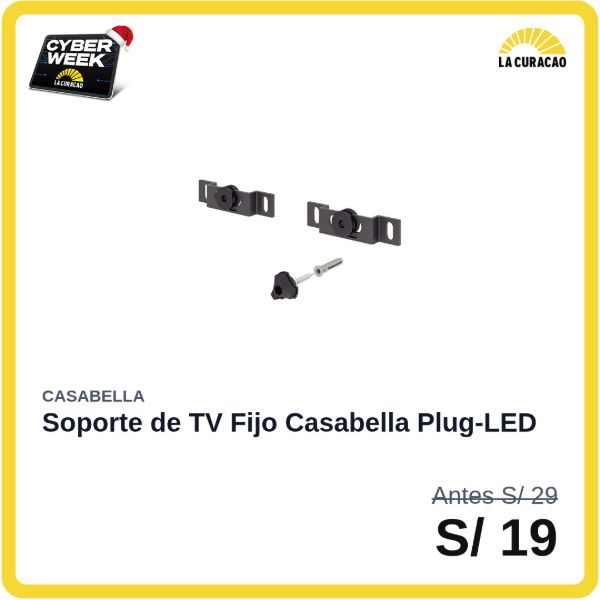 CYBER
WEEK
LA CURACAO
LA CURACAO
CASABELLA
Soporte de TV Fijo Casabella Plug-LED
Antes S/ 29
S/ 19